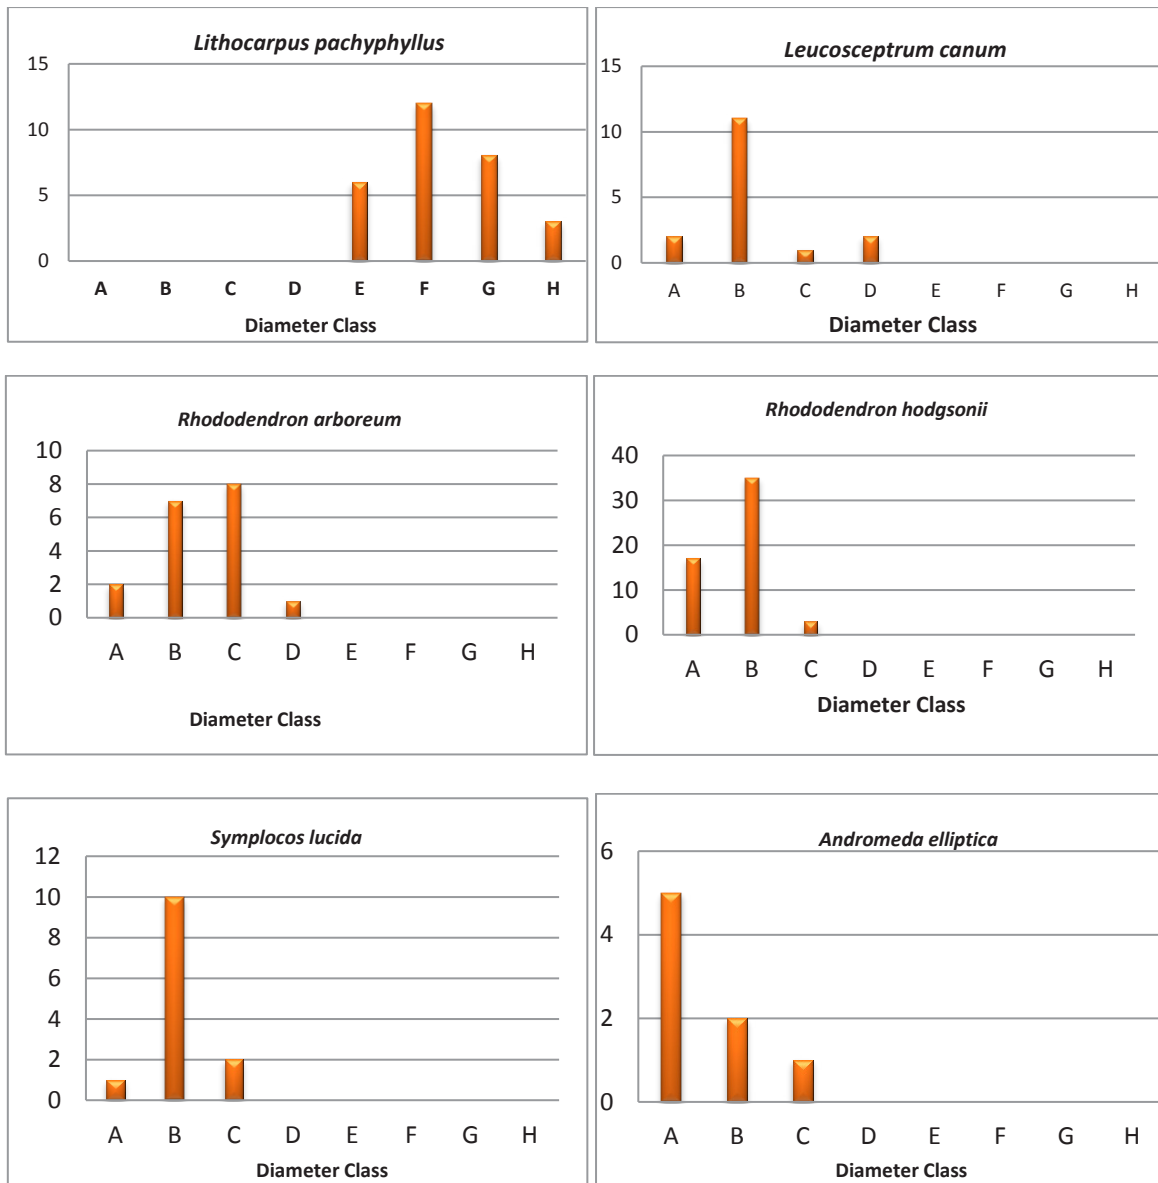 Lithocarpus pachyphyllus
15
10
5
0
A B C D E F G H
Diameter Class
Leucosceptrum canum
15
10
5
0
A B C D E F G H
Diameter Class
Rhododendron arboreum
10
8
6
4
2
0
A B C D E F G H
Diameter Class
Rhododendron hodgsonii
40
30
20
10
0
A B C D E F G H
Diameter Class
Symplocos lucida
12
10
8
6
4
2
0
A B C D E F G H
Diameter Class
Andromeda elliptica
6
4
2
0
A B C D E F G H
Diameter Class